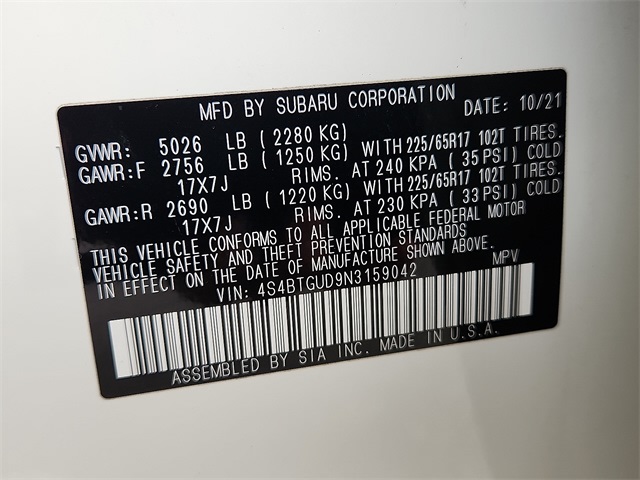 MFD BY SUBARU CORPORATION DATE: 10/21
GVWR: 5026 LB (2280 KG)
GAWR:F 2756 LB (1250 KG) WITH 225/65R17 102T TIRES.
17X7J RIMS. AT 240 KPA (35 PSI) COLD
GAWR:R 2690 LB (1220 KG) WITH 225/65R17 102T TIRES.
17X7J RIMS. AT 230 KPA (33 PSI) COLD
THIS VEHICLE CONFORMS TO ALL APPLICABLE FEDERAL MOTOR
VEHICLE SAFETY AND THEFT PREVENTION STANDARDS
IN EFFECT ON THE DATE OF MANUFACTURE SHOWN ABOVE.
VIN: 4S4BTGUD9N3159042 MPV
ASSEMBLED BY SIA INC. MADE IN U.S.A.